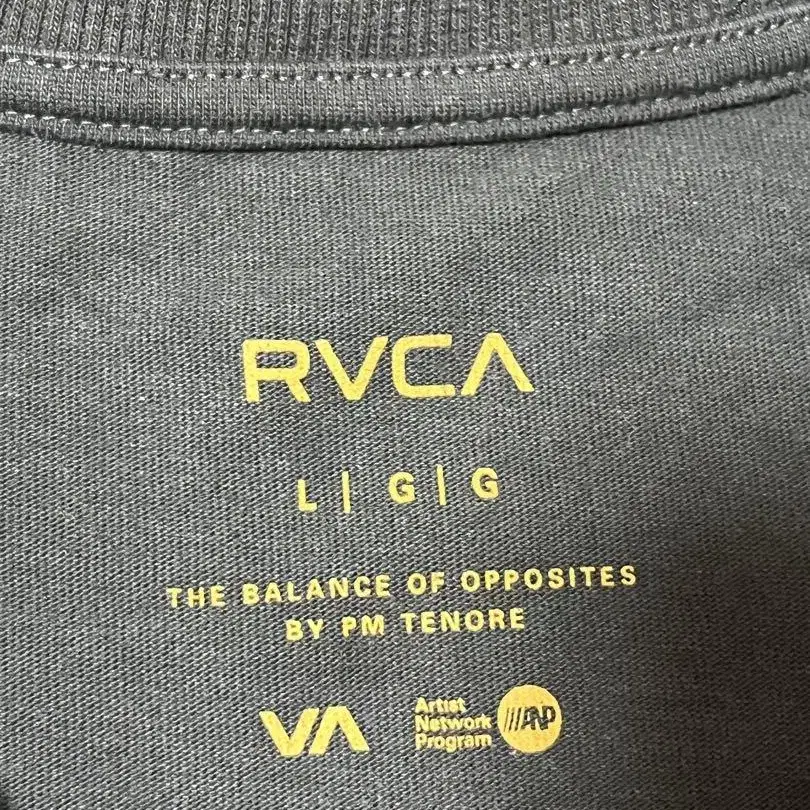 RVCA
L | G | G
THE BALANCE OF OPPOSITES
BY PM TENORE
VA
Artist
Network
Program
///ANP